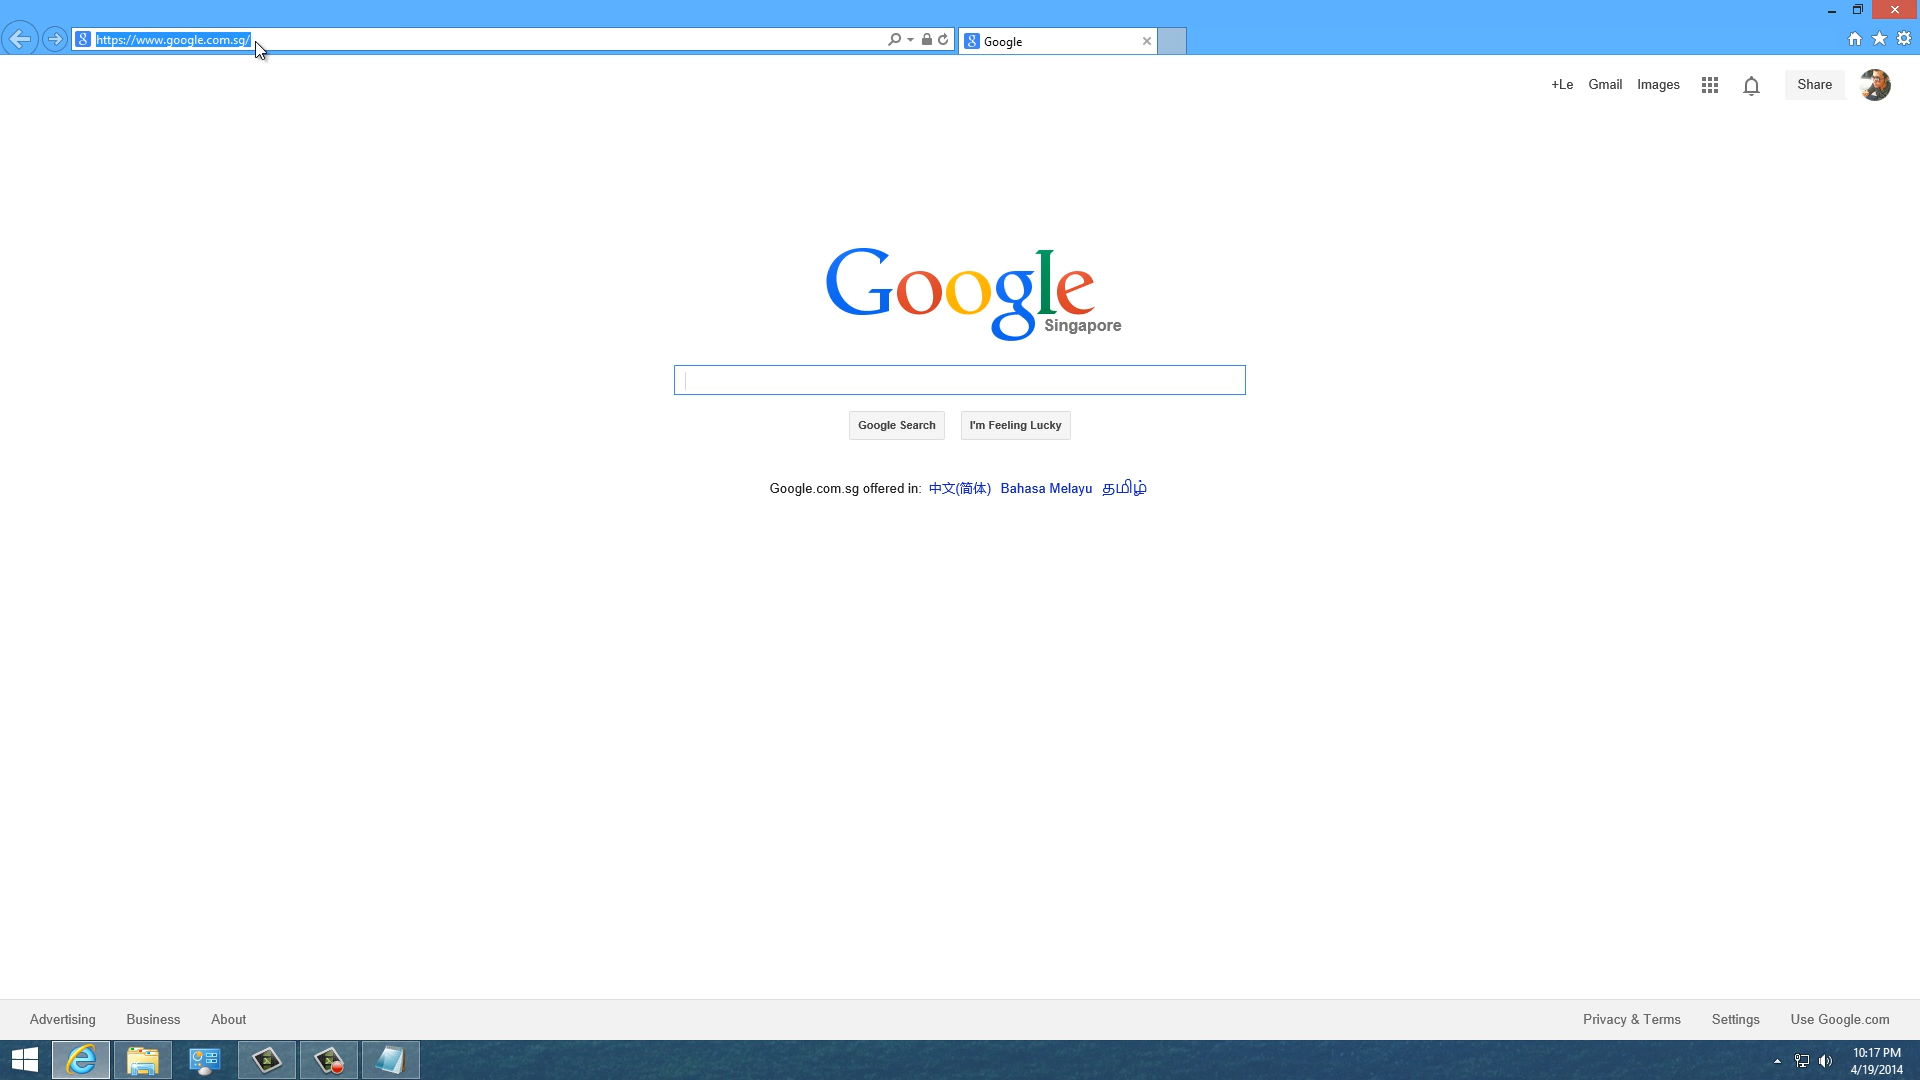 https://www.google.com.sg/
Google
+Le Gmail Images Share
Google
Singapore
Google Search I'm Feeling Lucky
Google.com.sg offered in: 中文(简体) Bahasa Melayu தமிழ்
Advertising Business About Privacy & Terms Settings Use Google.com
10:17 PM
4/19/2014